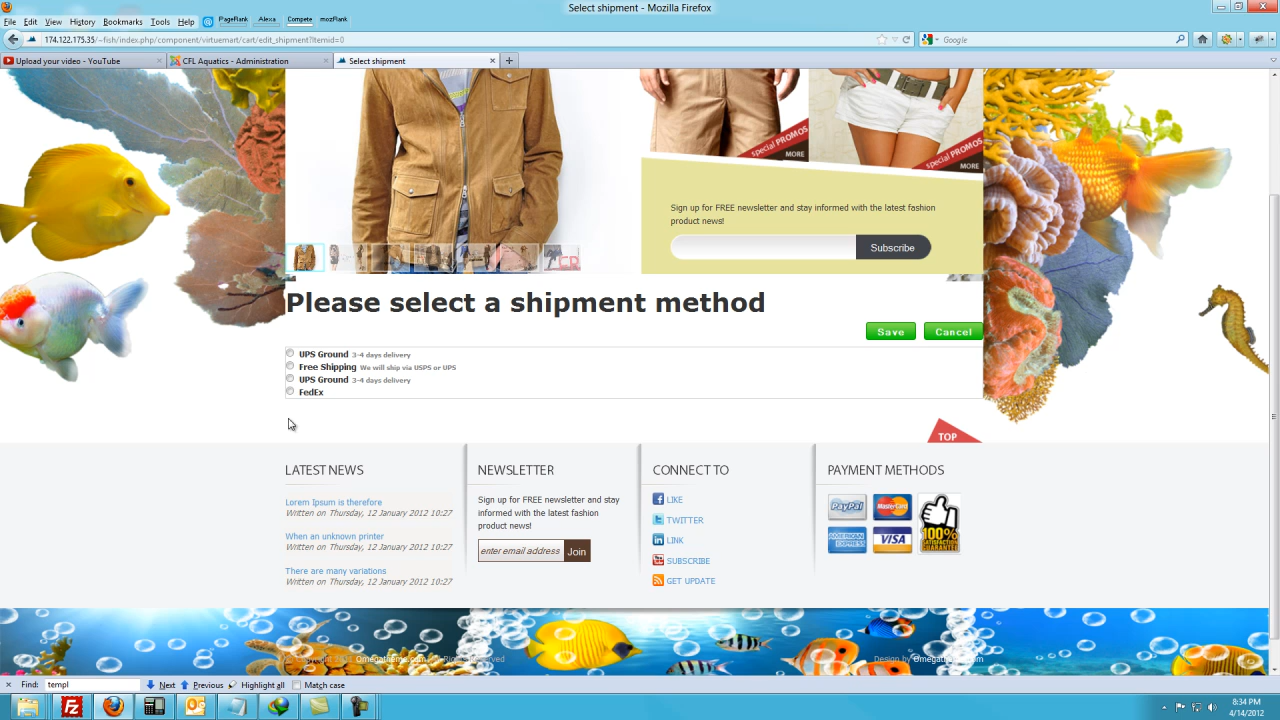 Select shipment - Mozilla Firefox
File Edit View History Bookmarks Tools Help @ PageRank Alexa Compete mozRank
174.122.175.35/~fish/index.php/component/virtuemart/cart/edit_shipment?Itemid=0
Google
Upload your video - YouTube
CFL Aquatics - Administration
Select shipment
special PROMOS
MORE
special PROMOS
MORE
Sign up for FREE newsletter and stay informed with the latest fashion
product news!
Subscribe
Please select a shipment method
Save Cancel
UPS Ground 3-4 days delivery
Free Shipping We will ship via USPS or UPS
UPS Ground 3-4 days delivery
FedEx
TOP
LATEST NEWS
Lorem Ipsum is therefore
Written on Thursday, 12 January 2012 10:27
When an unknown printer
Written on Thursday, 12 January 2012 10:27
There are many variations
Written on Thursday, 12 January 2012 10:27
NEWSLETTER
Sign up for FREE newsletter and stay
informed with the latest fashion
product news!
enter email address Join
CONNECT TO
LIKE
TWITTER
LINK
SUBSCRIBE
GET UPDATE
PAYMENT METHODS
PayPal MasterCard
AMERICAN EXPRESS VISA
100%
SATISFACTION
GUARANTEE
Omegatheme.com
Design by
Find: templ Next Previous Highlight all Match case
8:34 PM
4/14/2012